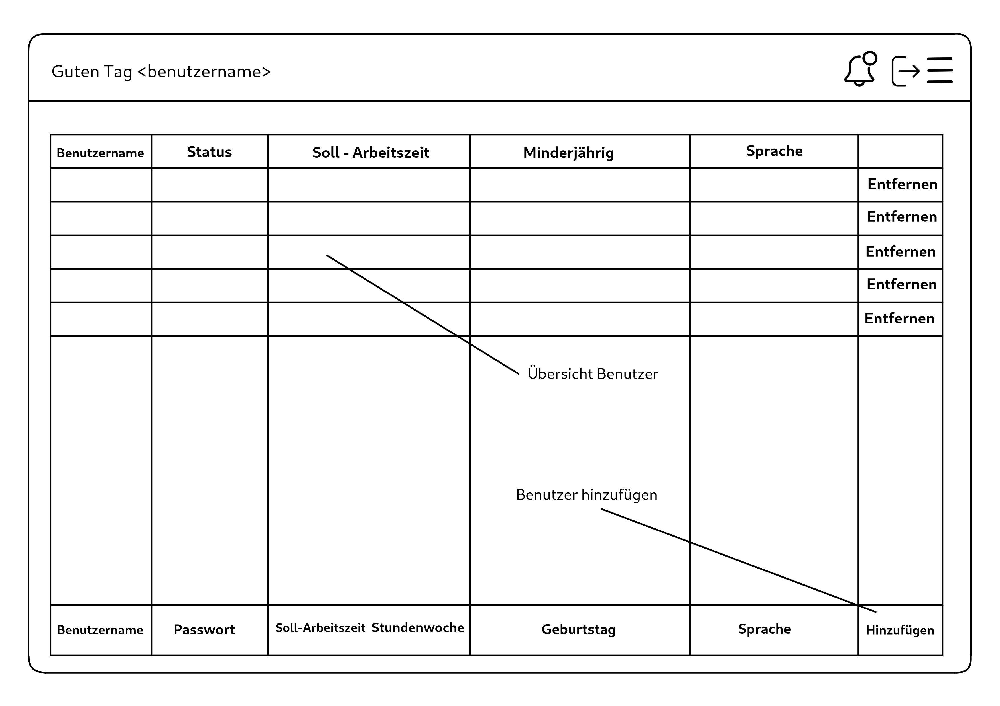 Guten Tag <benutzername>
Benutzername Status Soll - Arbeitszeit Minderjährig Sprache
Entfernen
Entfernen
Entfernen
Entfernen
Entfernen
Übersicht Benutzer
Benutzer hinzufügen
Benutzername Passwort Soll-Arbeitszeit Stundenwoche Geburtstag Sprache Hinzufügen